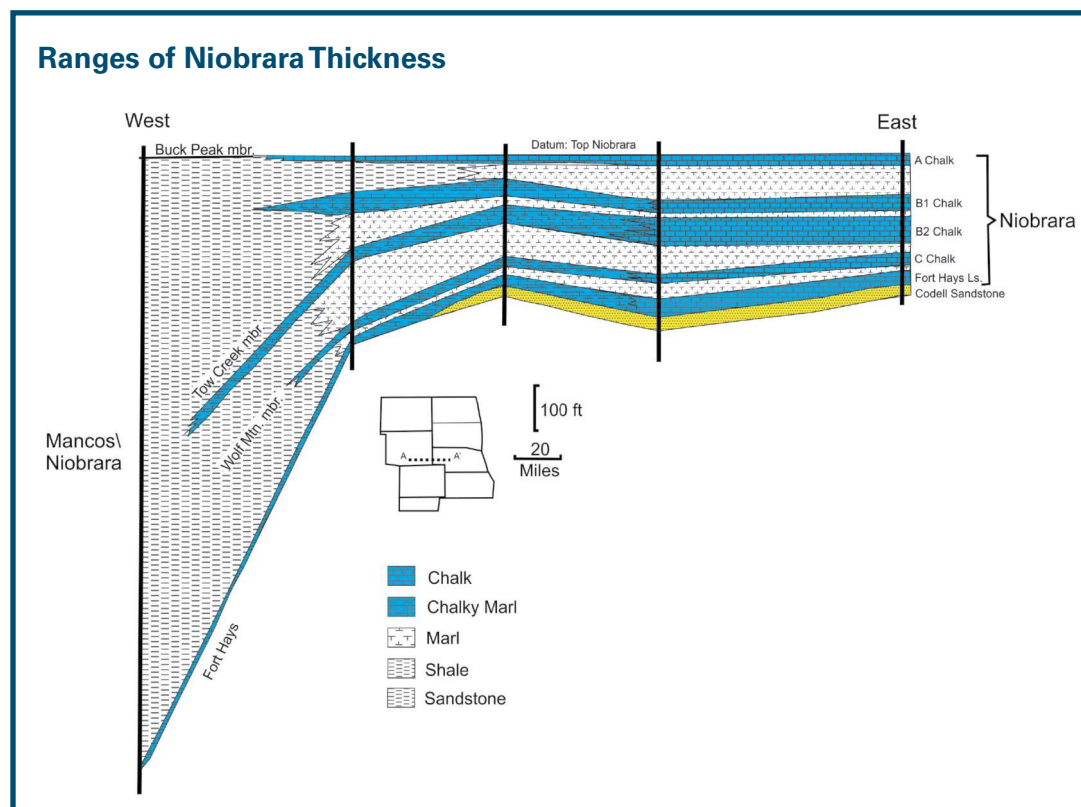 Ranges of Niobrara Thickness
West
East
Buck Peak mbr.
Datum: Top Niobrara
A Chalk
B1 Chalk
B2 Chalk
Niobrara
C Chalk
Fort Hays Ls.
Codell Sandstone
Tow Creek mbr.
Wolf Mtn. mbr.
Mancos\
Niobrara
Fort Hays
100 ft
20
Miles
A
A'
Chalk
Chalky Marl
Marl
Shale
Sandstone